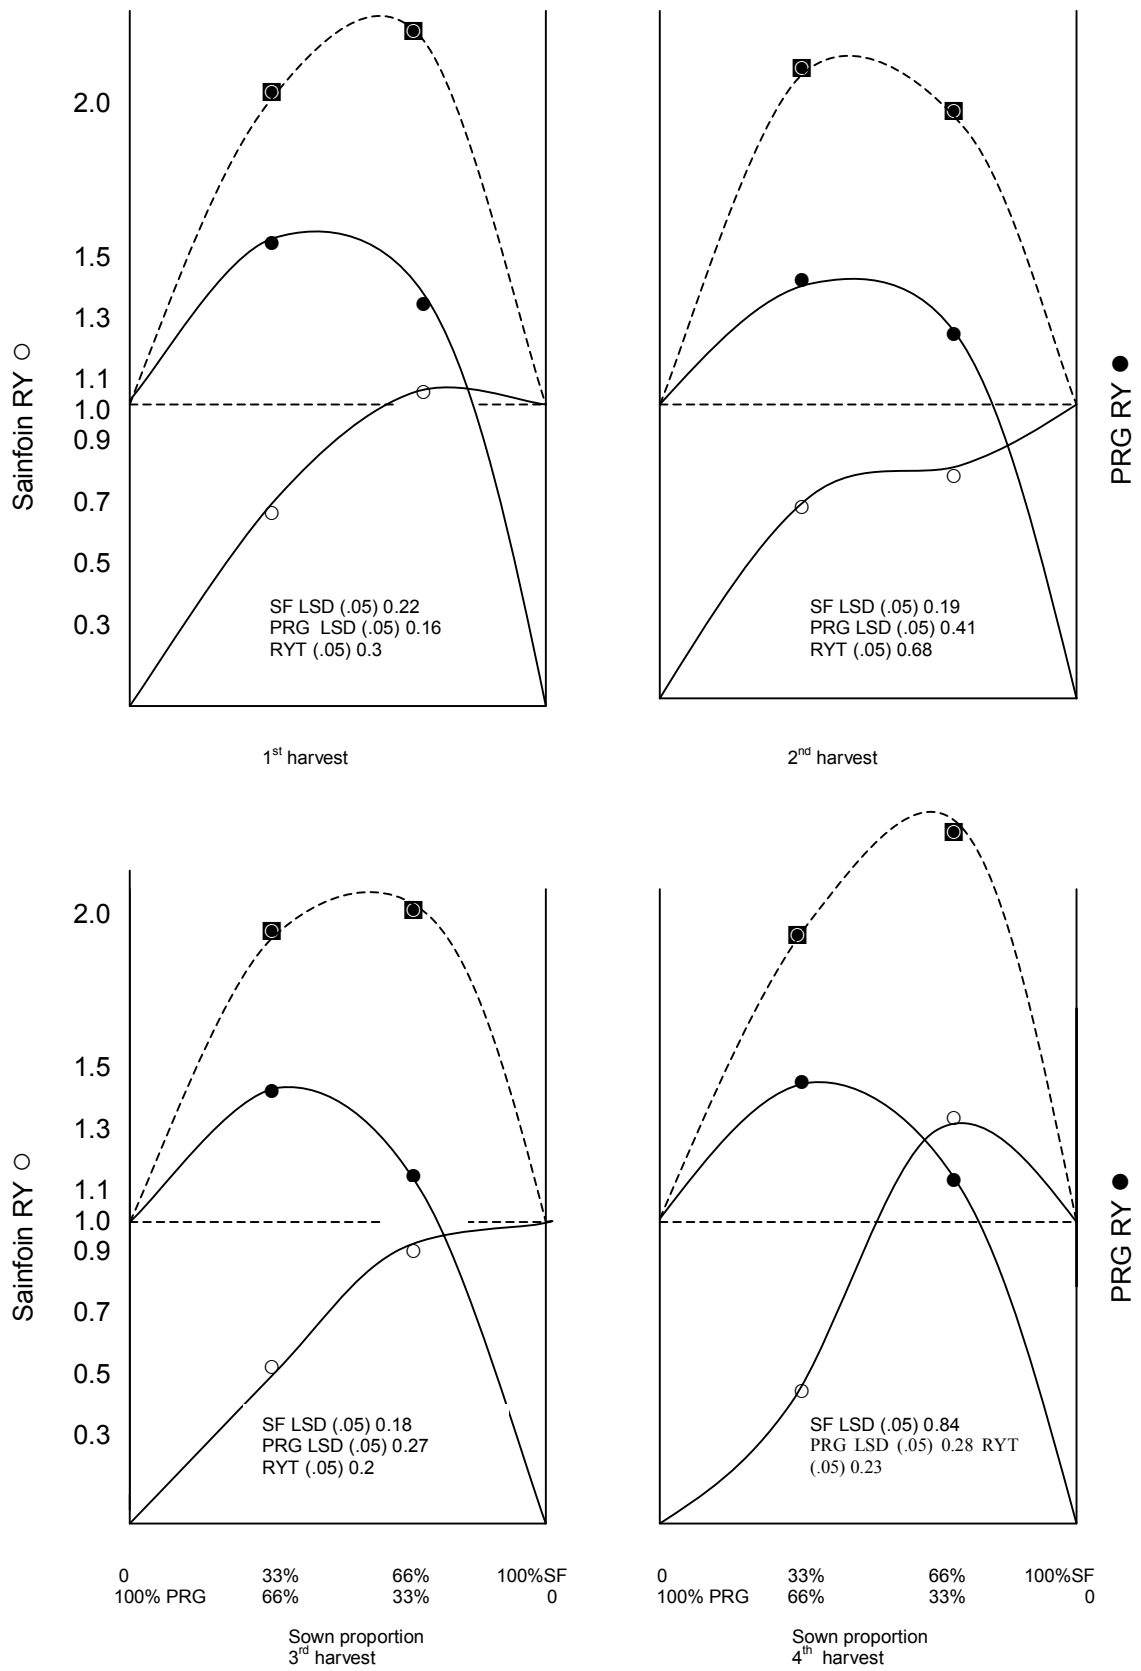 2.0
1.5
1.3
1.1
1.0
0.9
0.7
0.5
0.3
Sainfoin RY ○
SF LSD (.05) 0.22
PRG LSD (.05) 0.16
RYT (.05) 0.3
1st harvest
SF LSD (.05) 0.19
PRG LSD (.05) 0.41
RYT (.05) 0.68
2nd harvest
PRG RY ●
2.0
1.5
1.3
1.1
1.0
0.9
0.7
0.5
0.3
Sainfoin RY ○
SF LSD (.05) 0.18
PRG LSD (.05) 0.27
RYT (.05) 0.2
0 33% 66% 100%SF
100% PRG 66% 33% 0
Sown proportion
3rd harvest
SF LSD (.05) 0.84
PRG LSD (.05) 0.28 RYT
(.05) 0.23
0 33% 66% 100%SF
100% PRG 66% 33% 0
Sown proportion
4th harvest
PRG RY ●